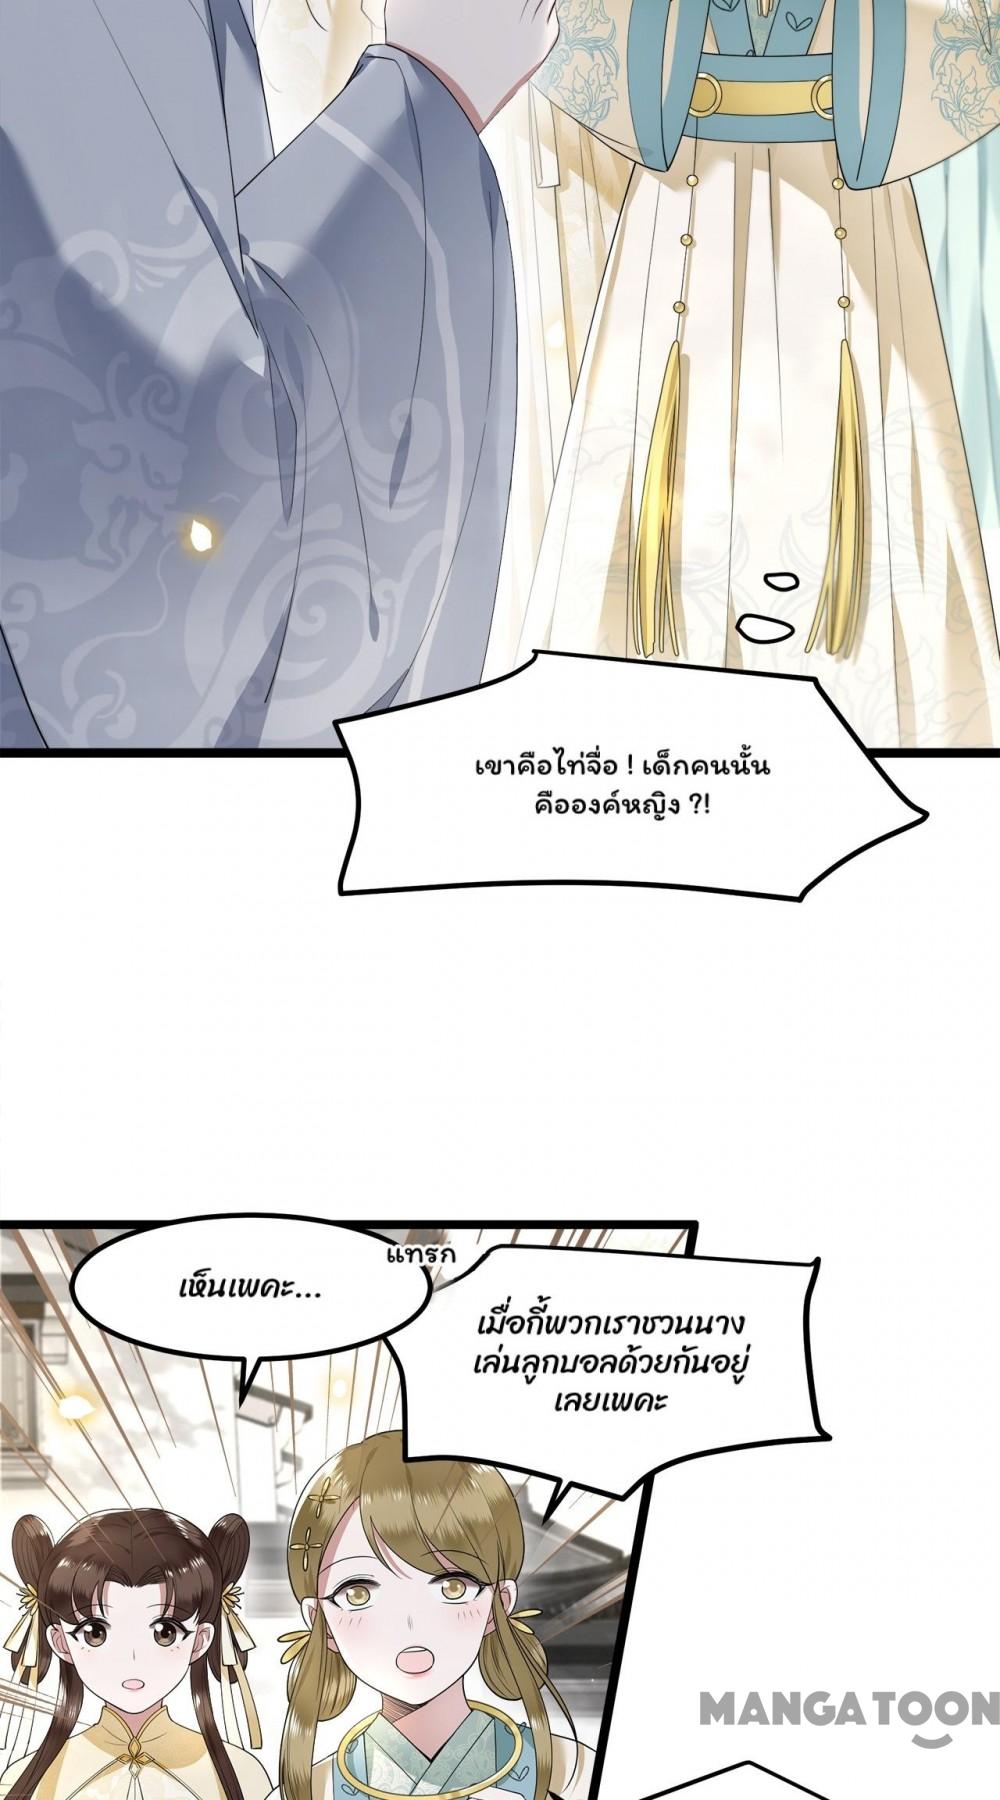 เขาคือไท่จื่อ ! เด็กคนนั้น
คือองค์หญิง ?!
เห็นเพคะ...
แทรก
เมื่อกี้พวกเราชวนนาง
เล่นลูกบอลด้วยกันอยู่
เลยเพคะ
MANGATOON